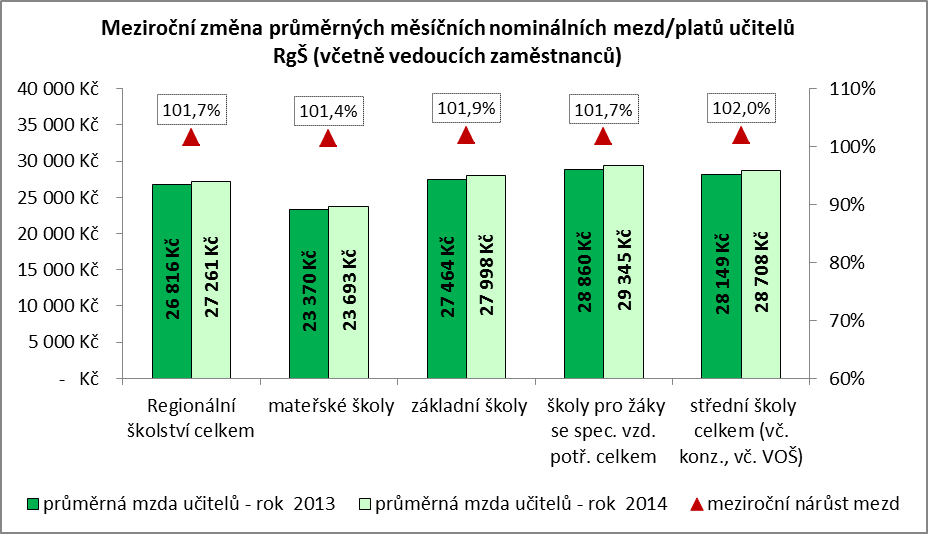 Meziroční změna průměrných měsíčních nominálních mezd/platů učitelů
RgŠ (včetně vedoucích zaměstnanců)
40 000 Kč
35 000 Kč
30 000 Kč
25 000 Kč
20 000 Kč
15 000 Kč
10 000 Kč
5 000 Kč
- Kč
101,7%
101,4%
101,9%
101,7%
102,0%
26 816 Kč
27 261 Kč
23 370 Kč
23 693 Kč
27 464 Kč
27 998 Kč
28 860 Kč
29 345 Kč
28 149 Kč
28 708 Kč
110%
100%
90%
80%
70%
60%
Regionální
školství celkem
mateřské školy
základní školy
školy pro žáky
se spec. vzd.
potř. celkem
střední školy
celkem (vč.
konz., vč. VOŠ)
průměrná mzda učitelů - rok 2013
průměrná mzda učitelů - rok 2014
meziroční nárůst mezd